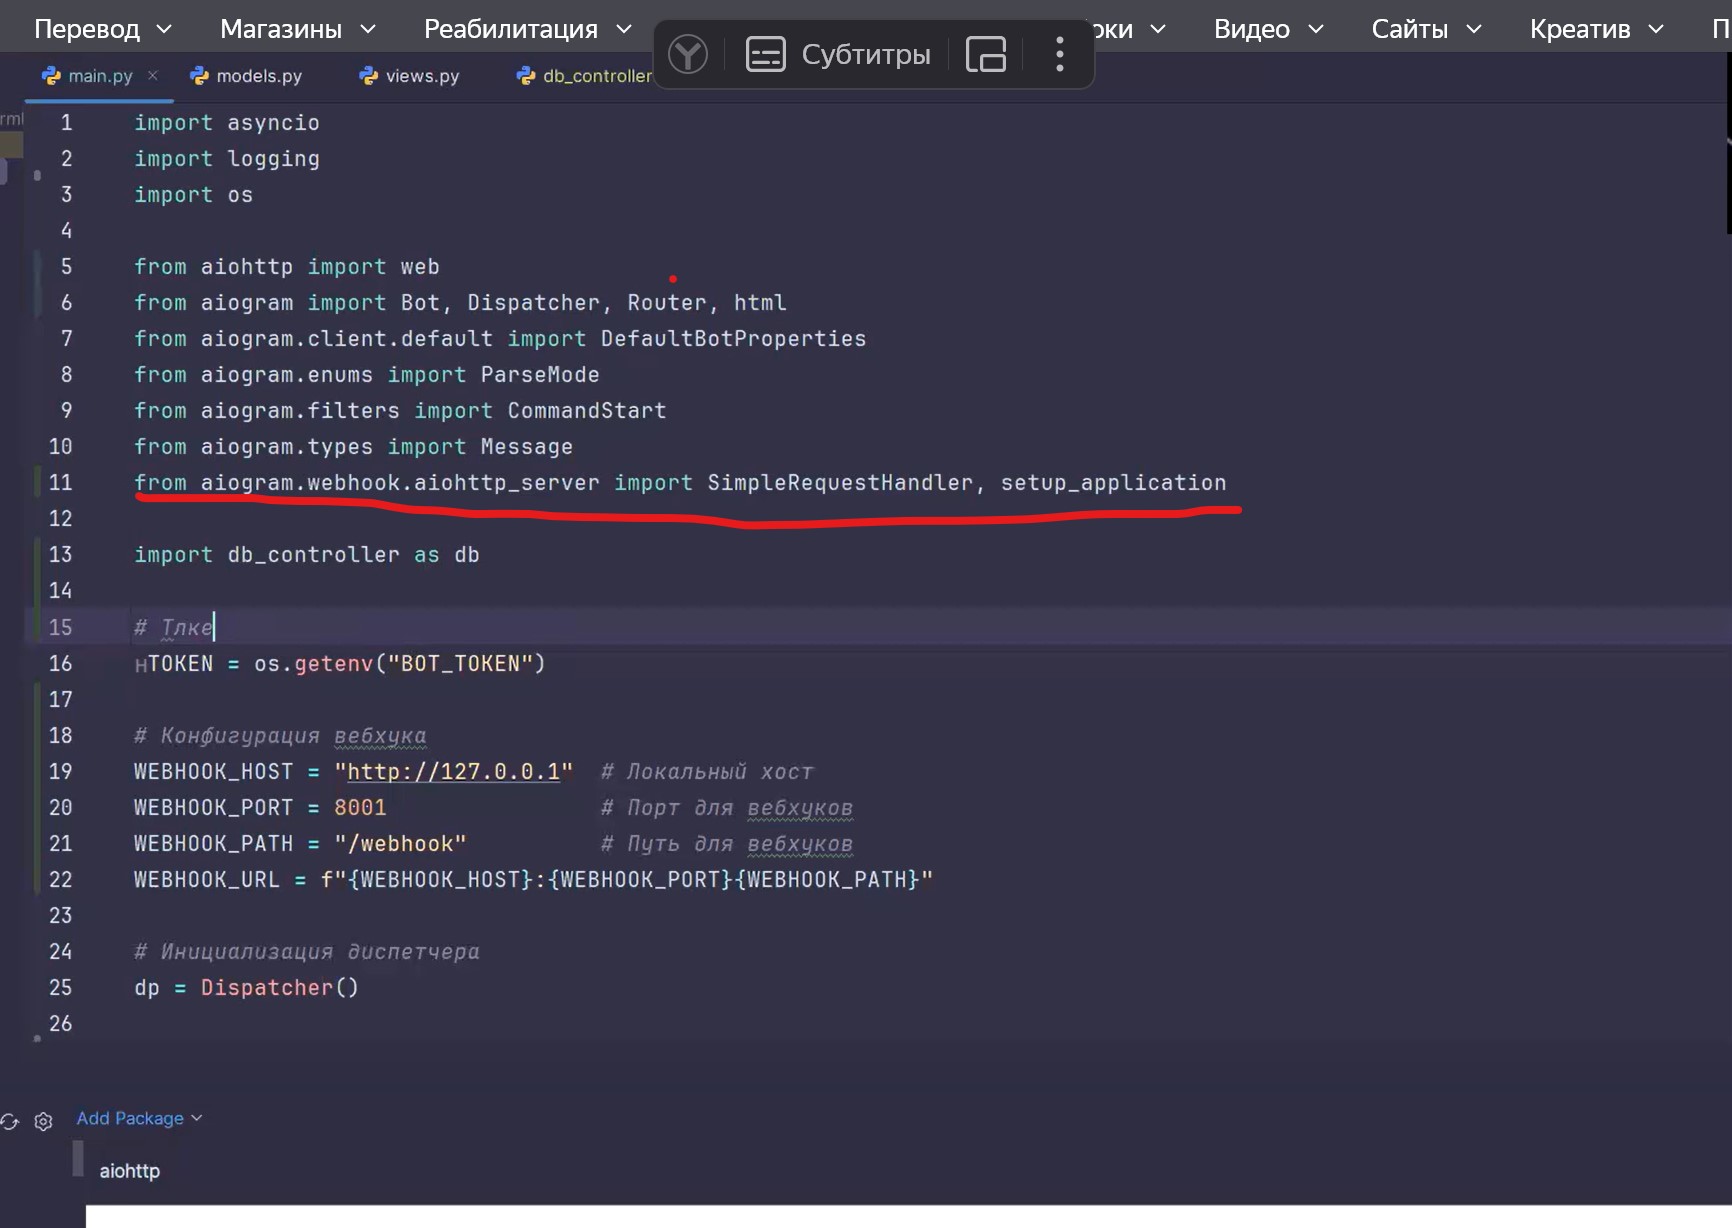 Перевод Магазины Реабилитация Видео Сайты Креатив П
Субтитры
main.py models.py views.py db_controller
1 import asyncio
2 import logging
3 import os
4
5 from aiohttp import web
6 from aiogram import Bot, Dispatcher, Router, html
7 from aiogram.client.default import DefaultBotProperties
8 from aiogram.enums import ParseMode
9 from aiogram.filters import CommandStart
10 from aiogram.types import Message
11 from aiogram.webhook.aiohttp_server import SimpleRequestHandler, setup_application
12
13 import db_controller as db
14
15 # Тлке
16 нTOKEN = os.getenv("BOT_TOKEN")
17
18 # Конфигурация вебхука
19 WEBHOOK_HOST = "http://127.0.0.1" # Локальный хост
20 WEBHOOK_PORT = 8001 # Порт для вебхуков
21 WEBHOOK_PATH = "/webhook" # Путь для вебхуков
22 WEBHOOK_URL = f"{WEBHOOK_HOST}:{WEBHOOK_PORT}{WEBHOOK_PATH}"
23
24 # Инициализация диспетчера
25 dp = Dispatcher()
26
Add Package
aiohttp